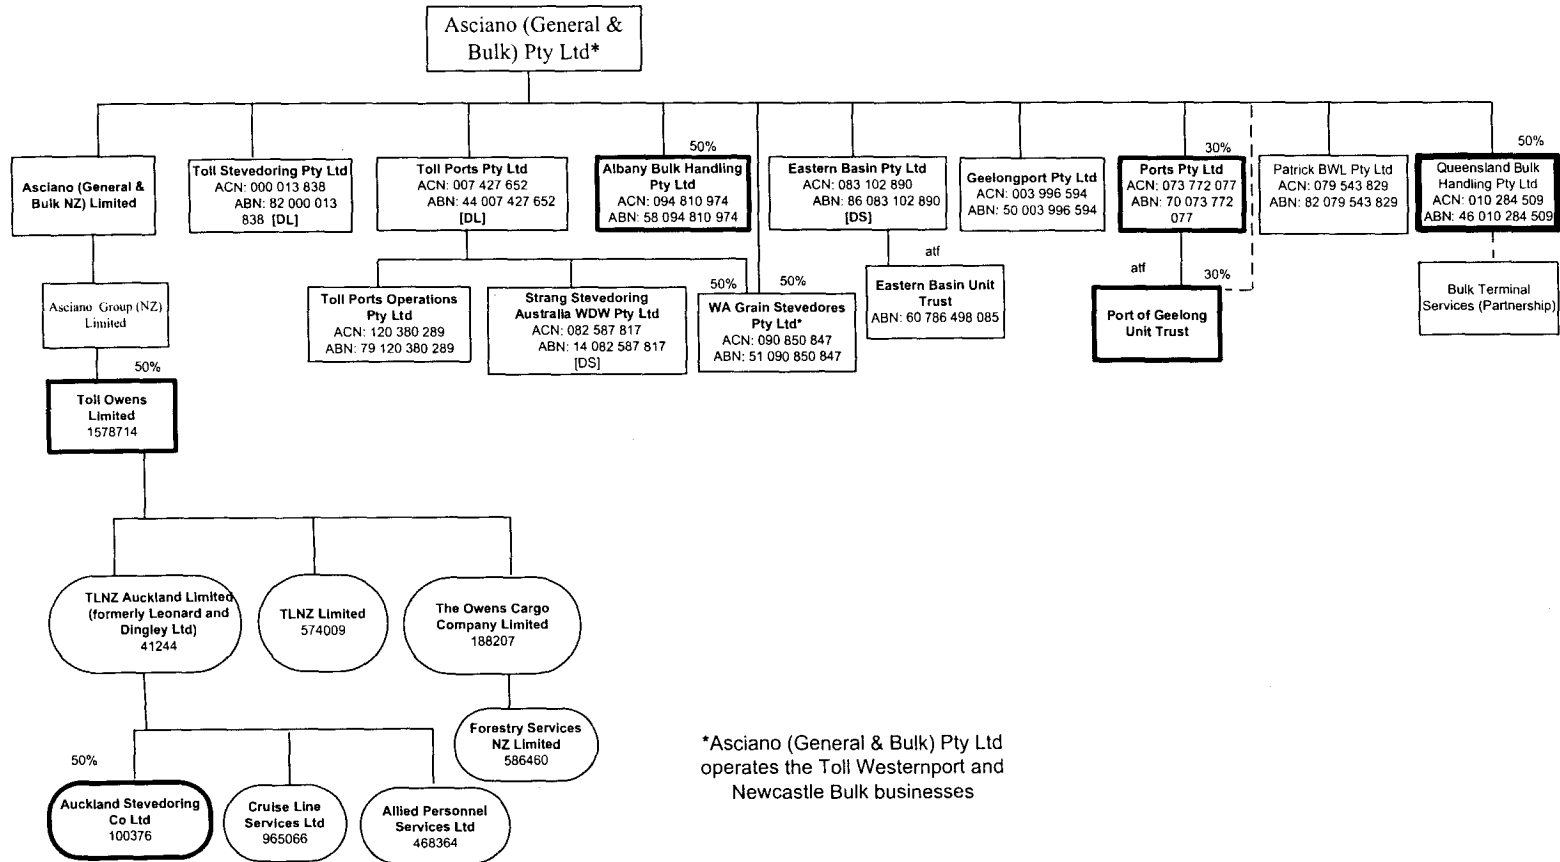 Asciano (General &
Bulk) Pty Ltd*
Asciano (General &
Bulk NZ) Limited
Toll Stevedoring Pty Ltd
ACN: 000 013 838
ABN: 82 000 013
838 [DL]
Toll Ports Pty Ltd
ACN: 007 427 652
ABN: 44 007 427 652
[DL]
50%
Albany Bulk Handling
Pty Ltd
ACN: 094 810 974
ABN: 58 094 810 974
Eastern Basin Pty Ltd
ACN: 083 102 890
ABN: 86 083 102 890
[DS]
Geelongport Pty Ltd
ACN: 003 996 594
ABN: 50 003 996 594
30%
Ports Pty Ltd
ACN: 073 772 077
ABN: 70 073 772
077
Patrick BWL Pty Ltd
ACN: 079 543 829
ABN: 82 079 543 829
50%
Queensland Bulk
Handling Pty Ltd
ACN: 010 284 509
ABN: 46 010 284 509
Asciano Group (NZ)
Limited
Toll Ports Operations
Pty Ltd
ACN: 120 380 289
ABN: 79 120 380 289
Strang Stevedoring
Australia WDW Pty Ltd
ACN: 082 587 817
ABN: 14 082 587 817
[DS]
50%
50%
WA Grain Stevedores
Pty Ltd*
ACN: 090 850 847
ABN: 51 090 850 847
atf
Eastern Basin Unit
Trust
ABN: 60 786 498 085
atf
30%
Port of Geelong
Unit Trust
Bulk Terminal
Services (Partnership)
50%
Toll Owens
Limited
1578714
TLNZ Auckland Limited
(formerly Leonard and
Dingley Ltd)
41244
TLNZ Limited
574009
The Owens Cargo
Company Limited
188207
Forestry Services
NZ Limited
586460
50%
Auckland Stevedoring
Co Ltd
100376
Cruise Line
Services Ltd
965066
Allied Personnel
Services Ltd
468364
*Asciano (General & Bulk) Pty Ltd
operates the Toll Westernport and
Newcastle Bulk businesses